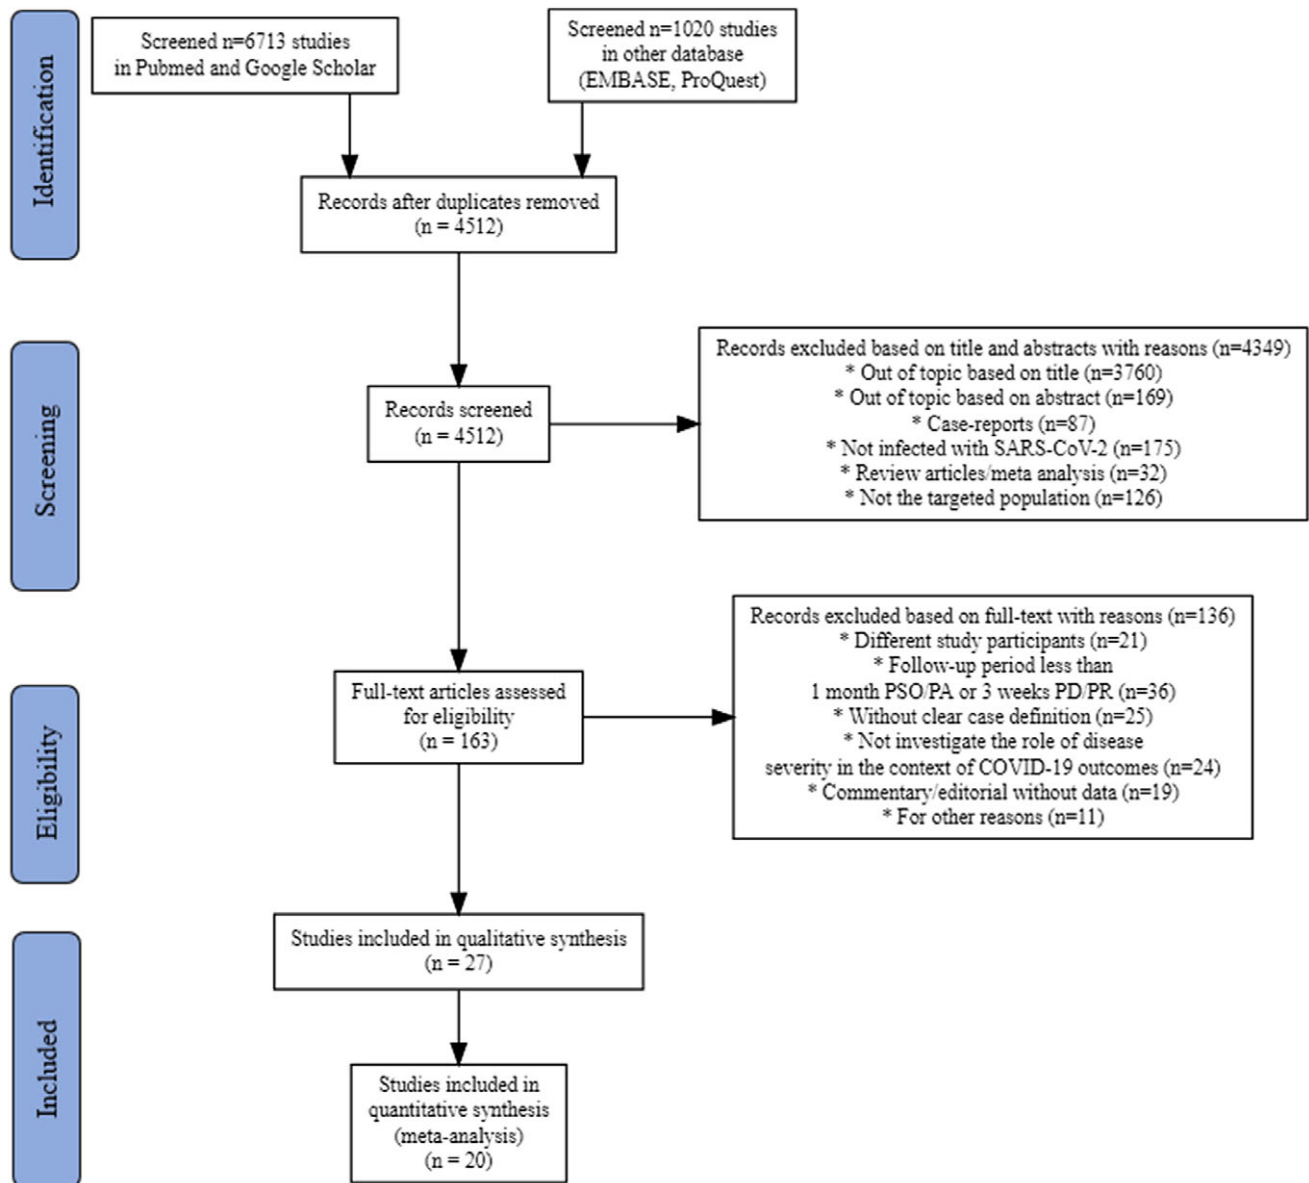 Identification
Screened n=6713 studies
in Pubmed and Google Scholar
Screened n=1020 studies
in other database
(EMBASE, ProQuest)
Records after duplicates removed
(n = 4512)
Screening
Records screened
(n = 4512)
Records excluded based on title and abstracts with reasons (n=4349)
* Out of topic based on title (n=3760)
* Out of topic based on abstract (n=169)
* Case-reports (n=87)
* Not infected with SARS-CoV-2 (n=175)
* Review articles/meta analysis (n=32)
* Not the targeted population (n=126)
Eligibility
Full-text articles assessed
for eligibility
(n = 163)
Records excluded based on full-text with reasons (n=136)
* Different study participants (n=21)
* Follow-up period less than
1 month PSO/PA or 3 weeks PD/PR (n=36)
* Without clear case definition (n=25)
* Not investigate the role of disease
severity in the context of COVID-19 outcomes (n=24)
* Commentary/editorial without data (n=19)
* For other reasons (n=11)
Included
Studies included in qualitative synthesis
(n = 27)
Studies included in
quantitative synthesis
(meta-analysis)
(n = 20)